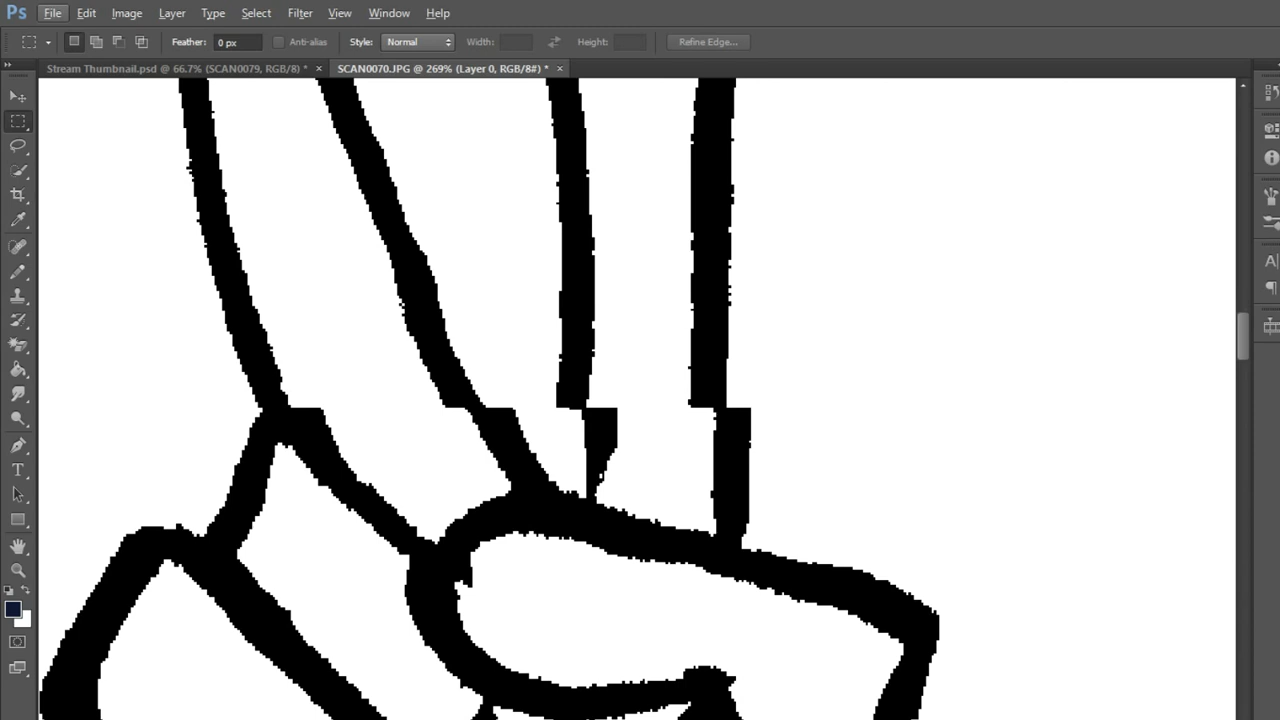 Ps File Edit Image Layer Type Select Filter View Window Help
Feather: 0 px Anti-alias Style: Normal Width: Height: Refine Edge...
Stream Thumbnail.psd @ 66.7% (SCAN0079, RGB/8) * × SCAN0070.JPG @ 269% (Layer 0, RGB/8#) * ×